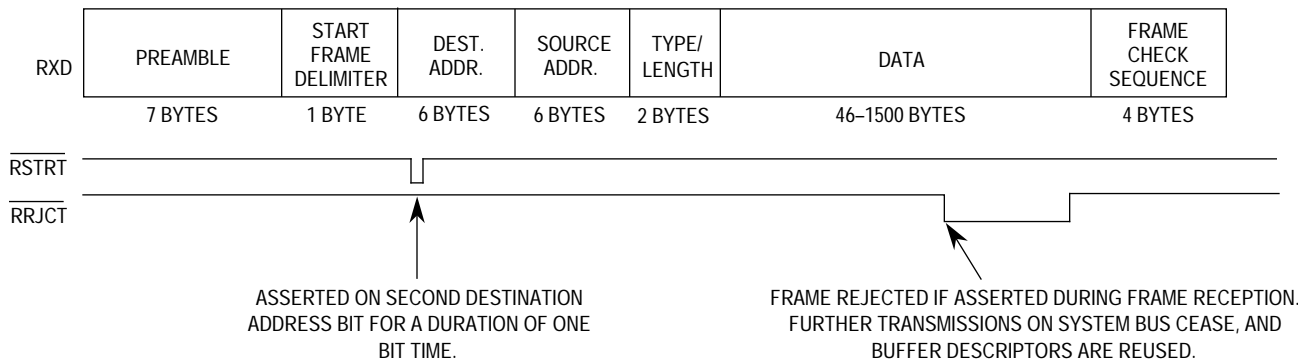 RXD
PREAMBLE
START
FRAME
DELIMITER
DEST.
ADDR.
SOURCE
ADDR.
TYPE/
LENGTH
DATA
FRAME
CHECK
SEQUENCE
7 BYTES
1 BYTE
6 BYTES
6 BYTES
2 BYTES
46–1500 BYTES
4 BYTES
RSTRT
RRJCT
ASSERTED ON SECOND DESTINATION
ADDRESS BIT FOR A DURATION OF ONE
BIT TIME.
FRAME REJECTED IF ASSERTED DURING FRAME RECEPTION.
FURTHER TRANSMISSIONS ON SYSTEM BUS CEASE, AND
BUFFER DESCRIPTORS ARE REUSED.